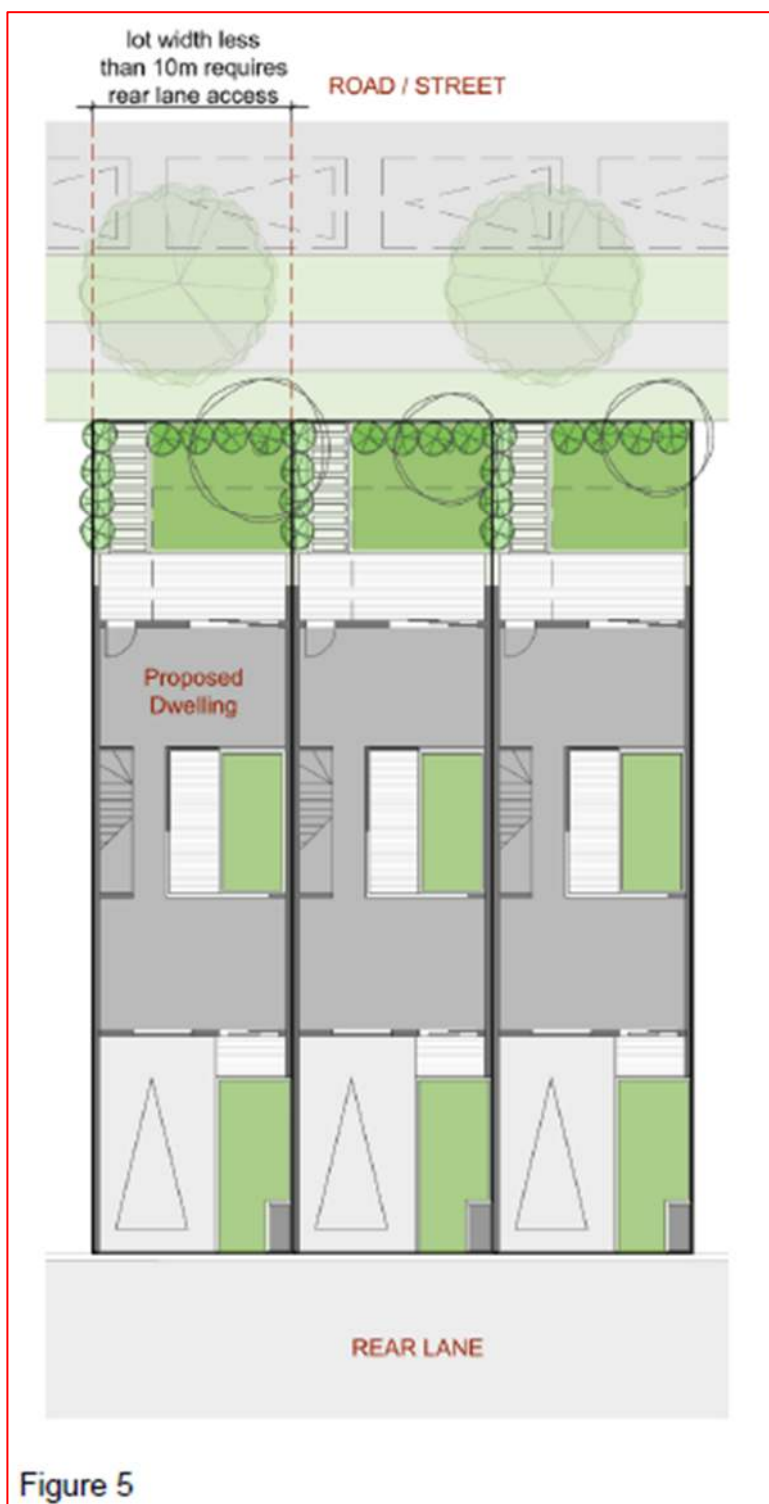 lot width less
than 10m requires
rear lane access
ROAD / STREET
Proposed
Dwelling
REAR LANE
Figure 5